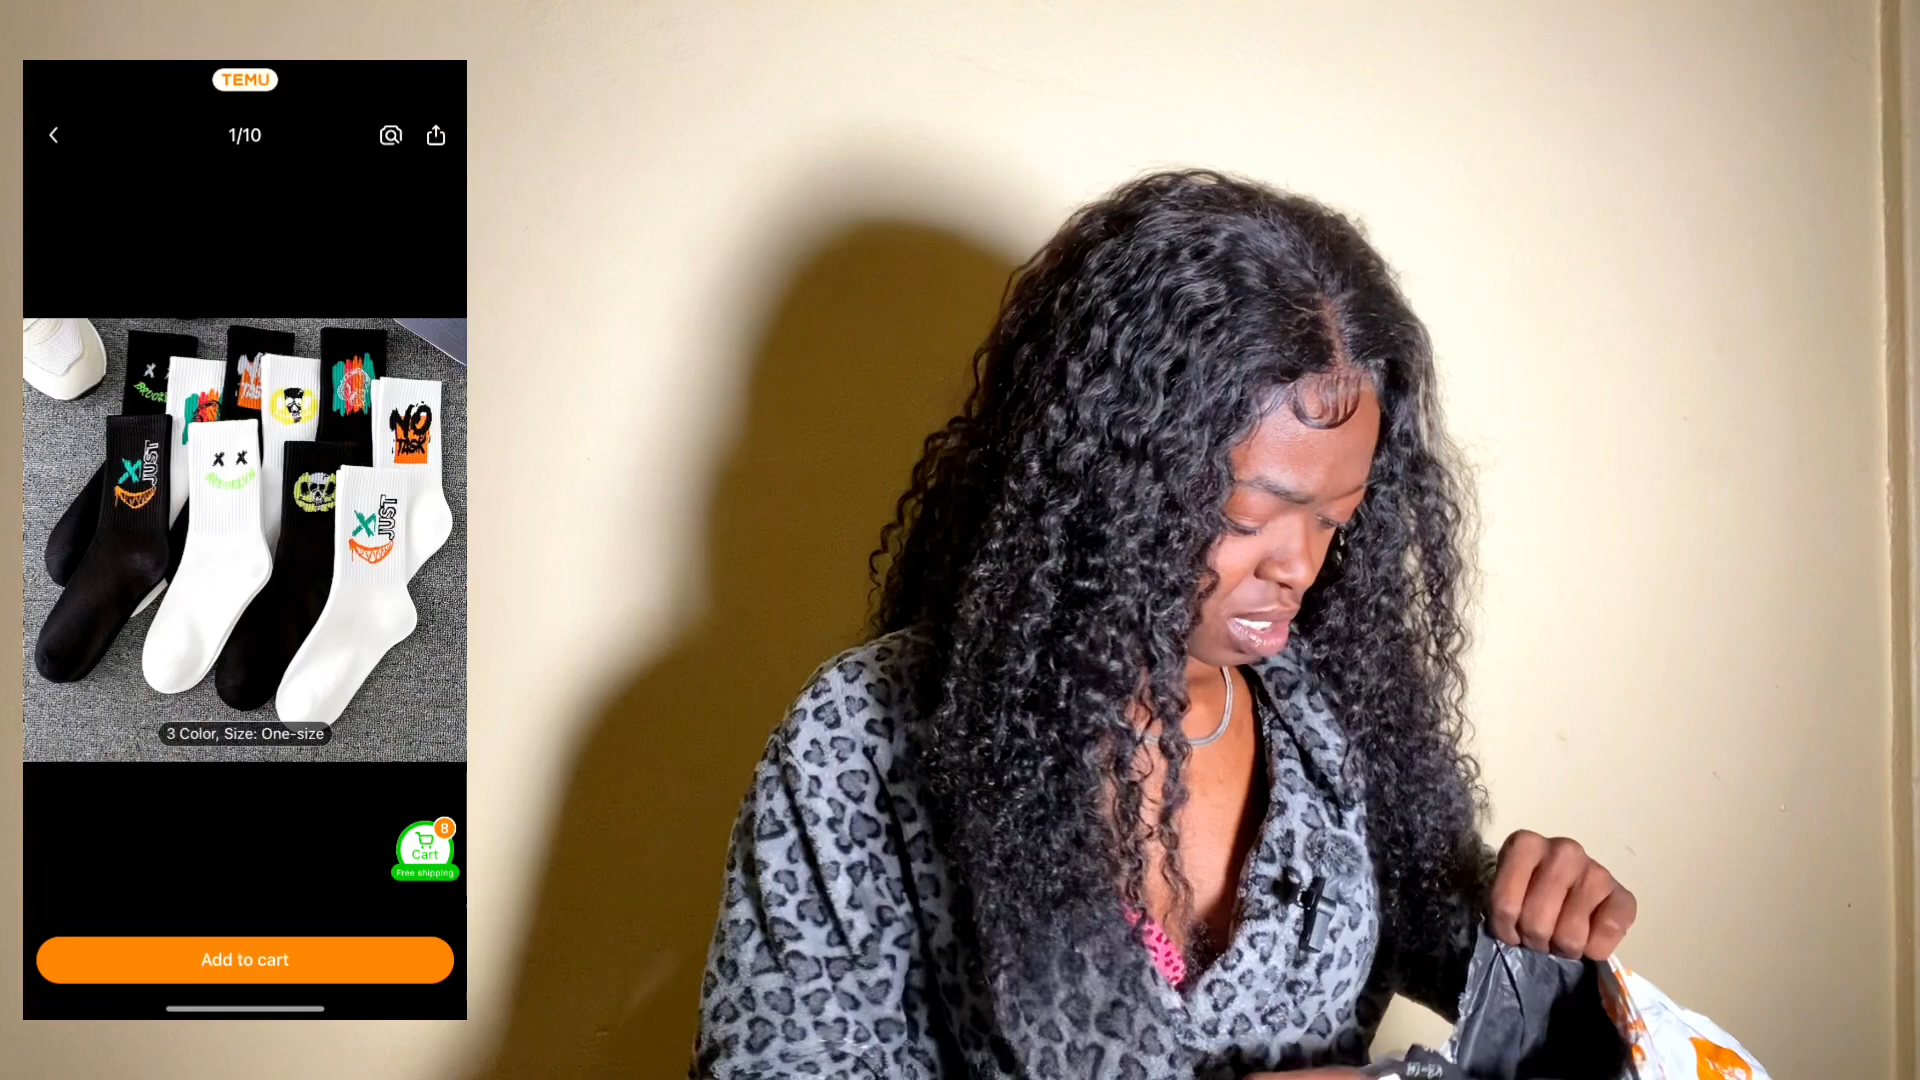 TEMU
1/10
X X
NO
TASK
JUST
X X
JUST
3 Color, Size: One-size
8
Cart
Free shipping
Add to cart